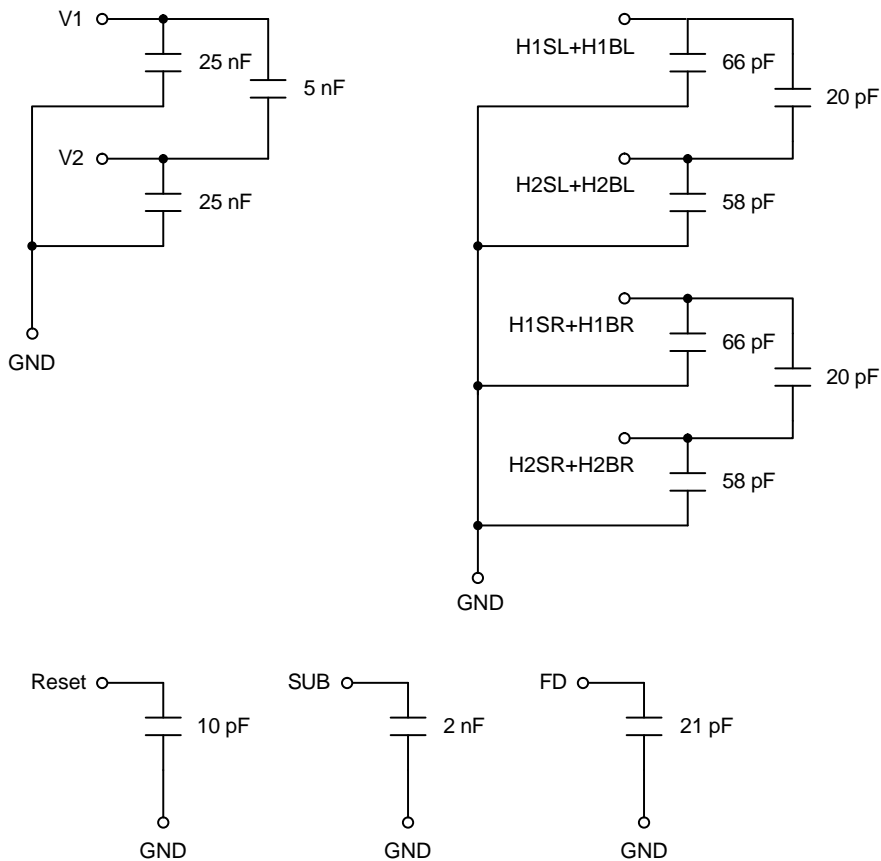 V1
25 nF
5 nF
V2
25 nF
GND
H1SL+H1BL
66 pF
20 pF
H2SL+H2BL
58 pF
H1SR+H1BR
66 pF
20 pF
H2SR+H2BR
58 pF
GND
Reset
10 pF
GND
SUB
2 nF
GND
FD
21 pF
GND